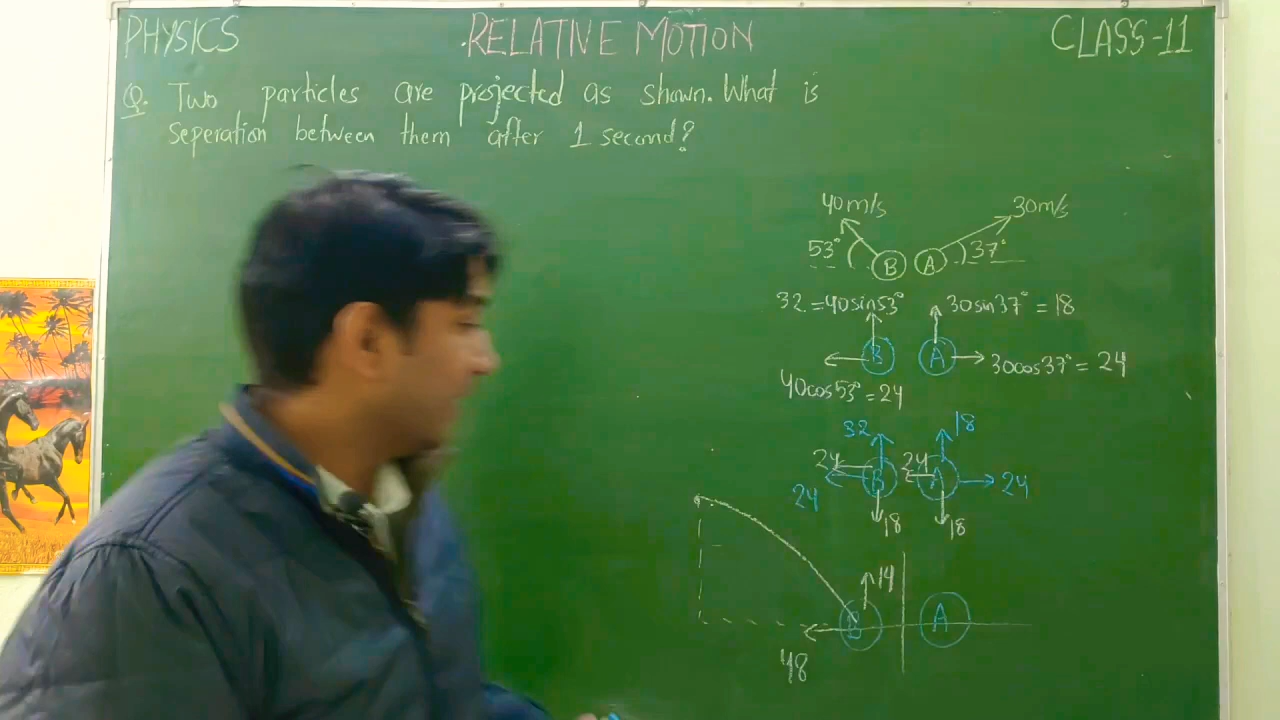 PHYSICS
RELATIVE MOTION
CLASS-11
Q. Two particles are projected as shown. What is
seperation between them after 1 second?
40m/s
30m/s
53°
B
A
37°
32=40sin53°
30sin37°=18
B
A
30cos37°=24
40cos53°=24
32
18
24
B
24
A
24
24
18
18
14
B
A
48